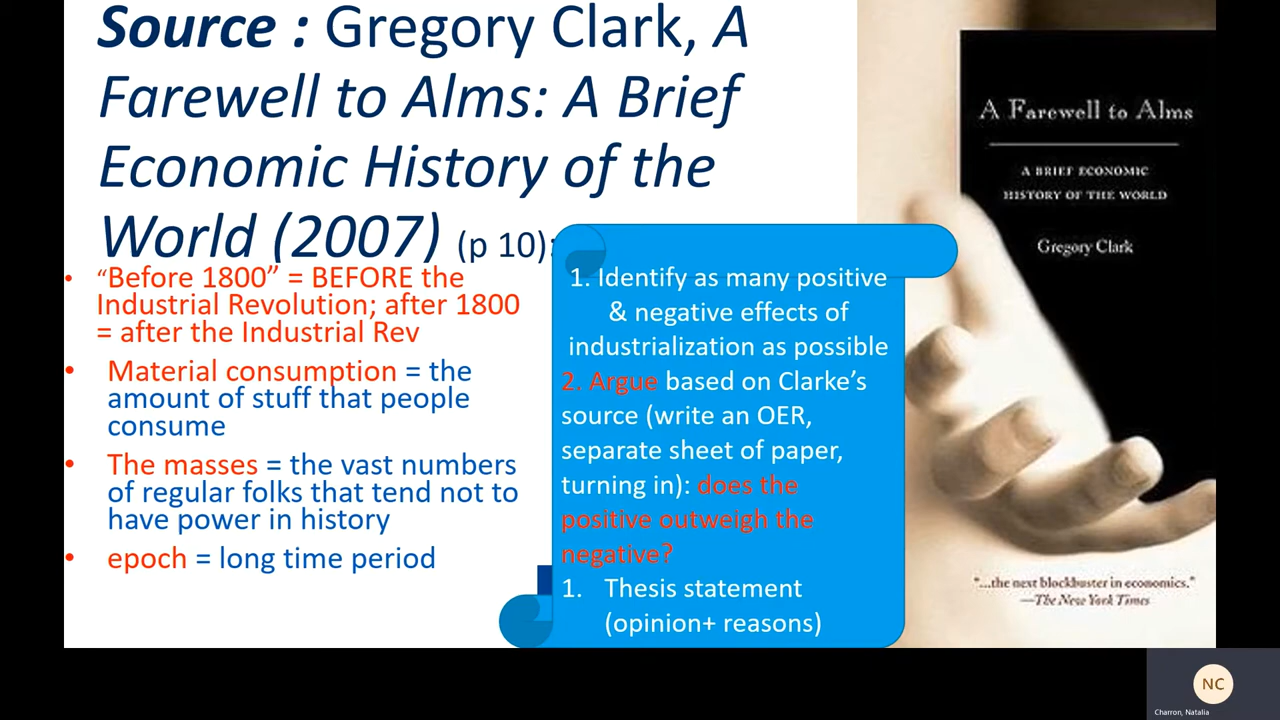 Source : Gregory Clark, A
Farewell to Alms: A Brief
Economic History of the
World (2007) (p 10):
• “Before 1800” = BEFORE the
Industrial Revolution; after 1800
= after the Industrial Rev
• Material consumption = the
amount of stuff that people
consume
• The masses = the vast numbers
of regular folks that tend not to
have power in history
• epoch = long time period
1. Identify as many positive
& negative effects of
industrialization as possible
2. Argue based on Clarke’s
source (write an OER,
separate sheet of paper,
turning in): does the
positive outweigh the
negative?
1. Thesis statement
(opinion+ reasons)
A Farewell to Alms
A BRIEF ECONOMIC
HISTORY OF THE WORLD
Gregory Clark
"...the next blockbuster in economics."
—The New York Times
NC
Charron, Natalia